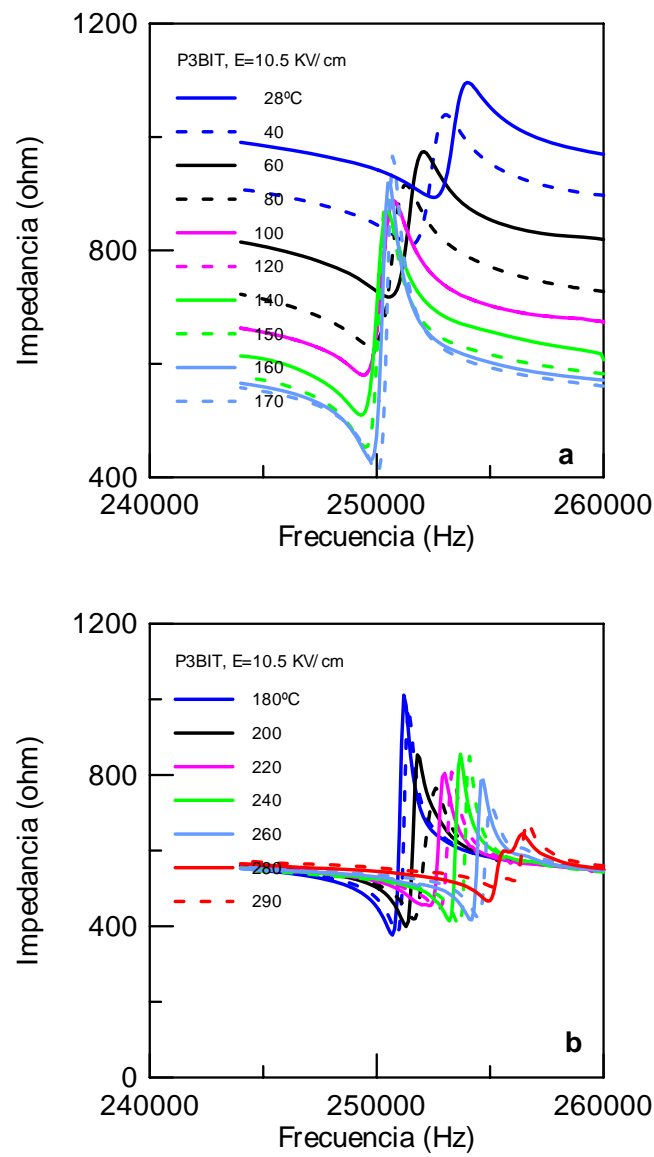 1200
P3BIT, E=10.5 KV/cm
28ºC
40
60
80
800
100
120
140
150
160
170
400
a
240000 250000 260000
Impedancia (ohm)
Frecuencia (Hz)
1200
P3BIT, E=10.5 KV/cm
180ºC
200
220
800
240
260
280
290
400
b
0
240000 250000 260000
Impedancia (ohm)
Frecuencia (Hz)